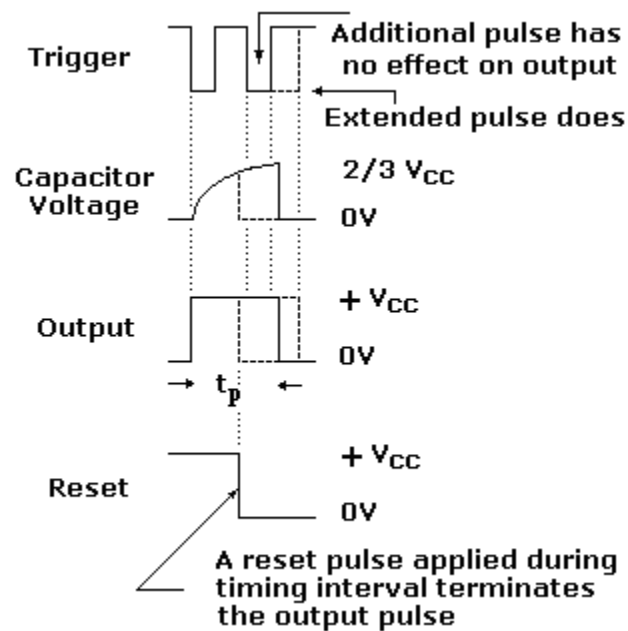 Trigger
Additional pulse has
no effect on output
Extended pulse does
Capacitor
Voltage
2/3 VCC
0V
Output
+ VCC
0V
tp
Reset
+ VCC
0V
A reset pulse applied during
timing interval terminates
the output pulse